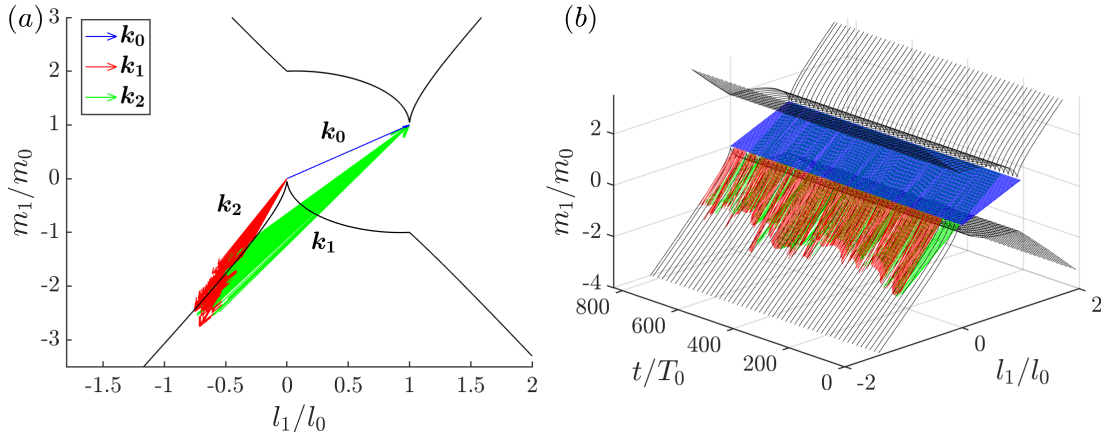 (a)
k₀
k₁
k₂
m₁/m₀
3
2
1
0
-1
-2
-3
k₀
k₂
k₁
-1.5 -1 -0.5 0 0.5 1 1.5 2
l₁/l₀
(b)
m₁/m₀
2
0
-2
-4
800 600 400 200 0
t/T₀
-2 0 2
l₁/l₀